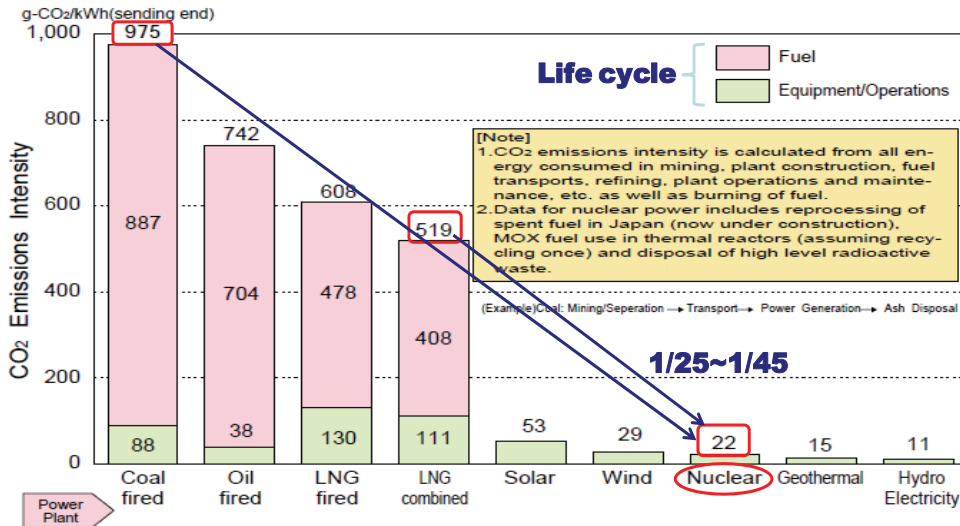 g-CO₂/kWh(sending end)
1,000
800
600
400
200
0
CO₂ Emissions Intensity
975
887
88
742
704
38
608
478
130
519
408
111
53
29
22
15
11
Life cycle
Fuel
Equipment/Operations
[Note]
1.CO₂ emissions intensity is calculated from all en-
ergy consumed in mining, plant construction, fuel
transports, refining, plant operations and mainte-
nance, etc. as well as burning of fuel.
2.Data for nuclear power includes reprocessing of
spent fuel in Japan (now under construction),
MOX fuel use in thermal reactors (assuming recy-
cling once) and disposal of high level radioactive
waste.
(Example)Coal: Mining/Seperation → Transport → Power Generation → Ash Disposal
1/25~1/45
Coal
fired
Oil
fired
LNG
fired
LNG
combined
Solar
Wind
Nuclear
Geothermal
Hydro
Electricity
Power
Plant